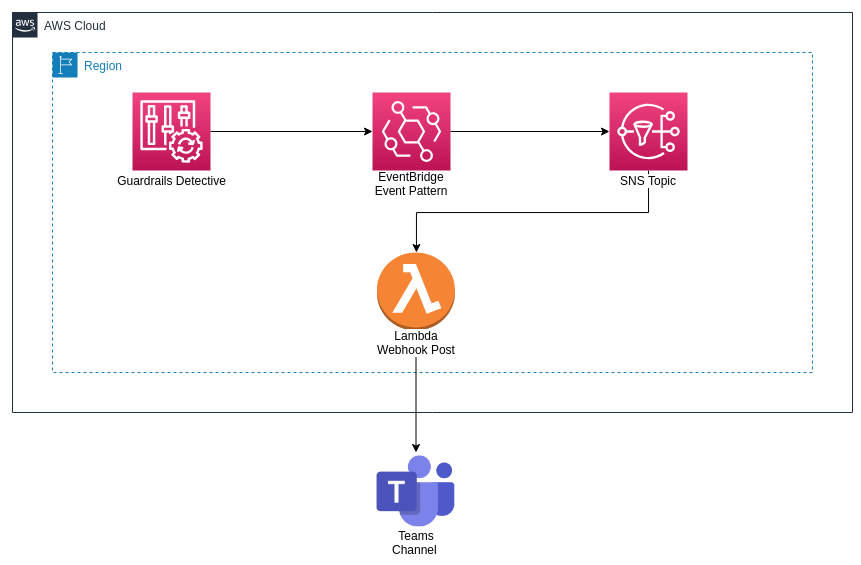 aws
AWS Cloud
Region
Guardrails Detective
EventBridge
Event Pattern
SNS Topic
Lambda
Webhook Post
T
Teams
Channel